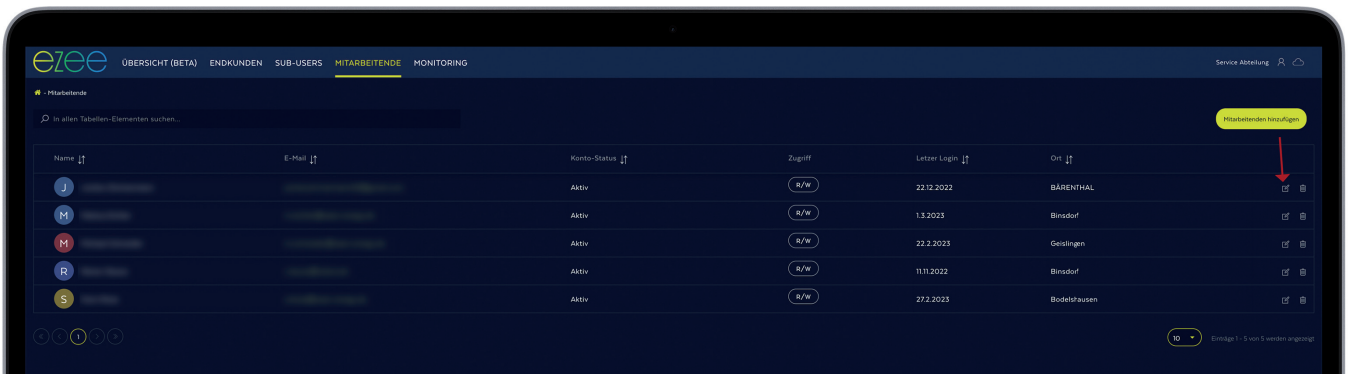 ezee ÜBERSICHT (BETA) ENDKUNDEN SUB-USERS MITARBEITENDE MONITORING Service Abteilung
- Mitarbeitende
In allen Tabellen-Elementen suchen... Mitarbeitenden hinzufügen
Name E-Mail Konto-Status Zugriff Letzer Login Ort
J Aktiv R/W 22.12.2022 BÄRENTHAL
M Aktiv R/W 1.3.2023 Binsdorf
M Aktiv R/W 22.2.2023 Geislingen
R Aktiv R/W 11.11.2022 Binsdorf
S Aktiv R/W 27.2.2023 Bodelshausen
1 10 Einträge 1 - 5 von 5 werden angezeigt